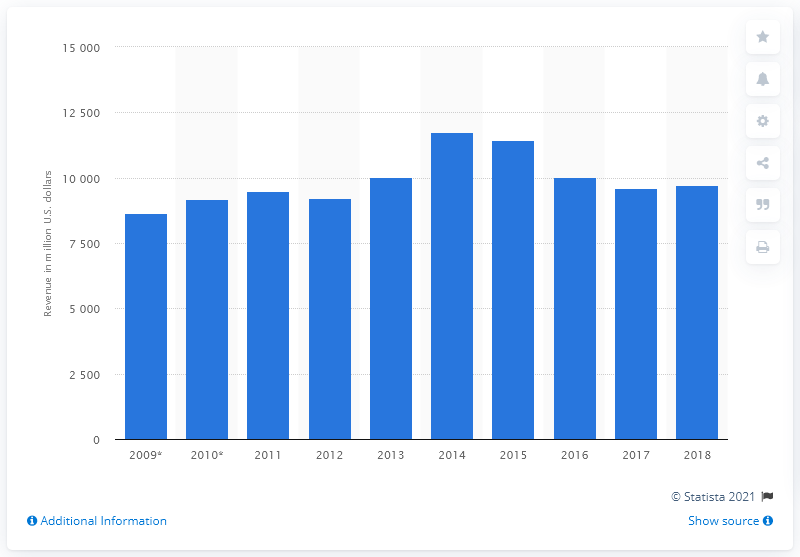 15 000
12 500
10 000
7 500
5 000
2 500
0
Revenue in million U.S. dollars
2009* 2010* 2011 2012 2013 2014 2015 2016 2017 2018
© Statista 2021
Additional Information
Show source